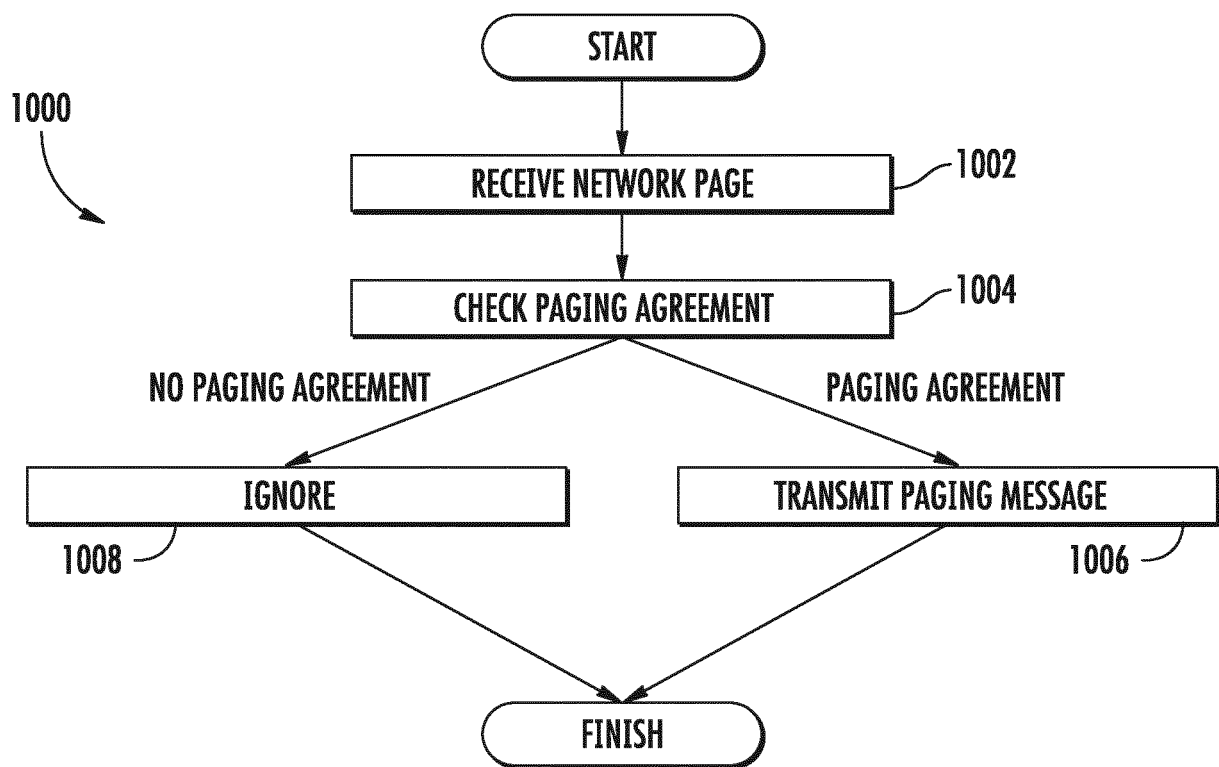 START
1000
RECEIVE NETWORK PAGE
1002
CHECK PAGING AGREEMENT
1004
NO PAGING AGREEMENT
PAGING AGREEMENT
IGNORE
TRANSMIT PAGING MESSAGE
1008
1006
FINISH